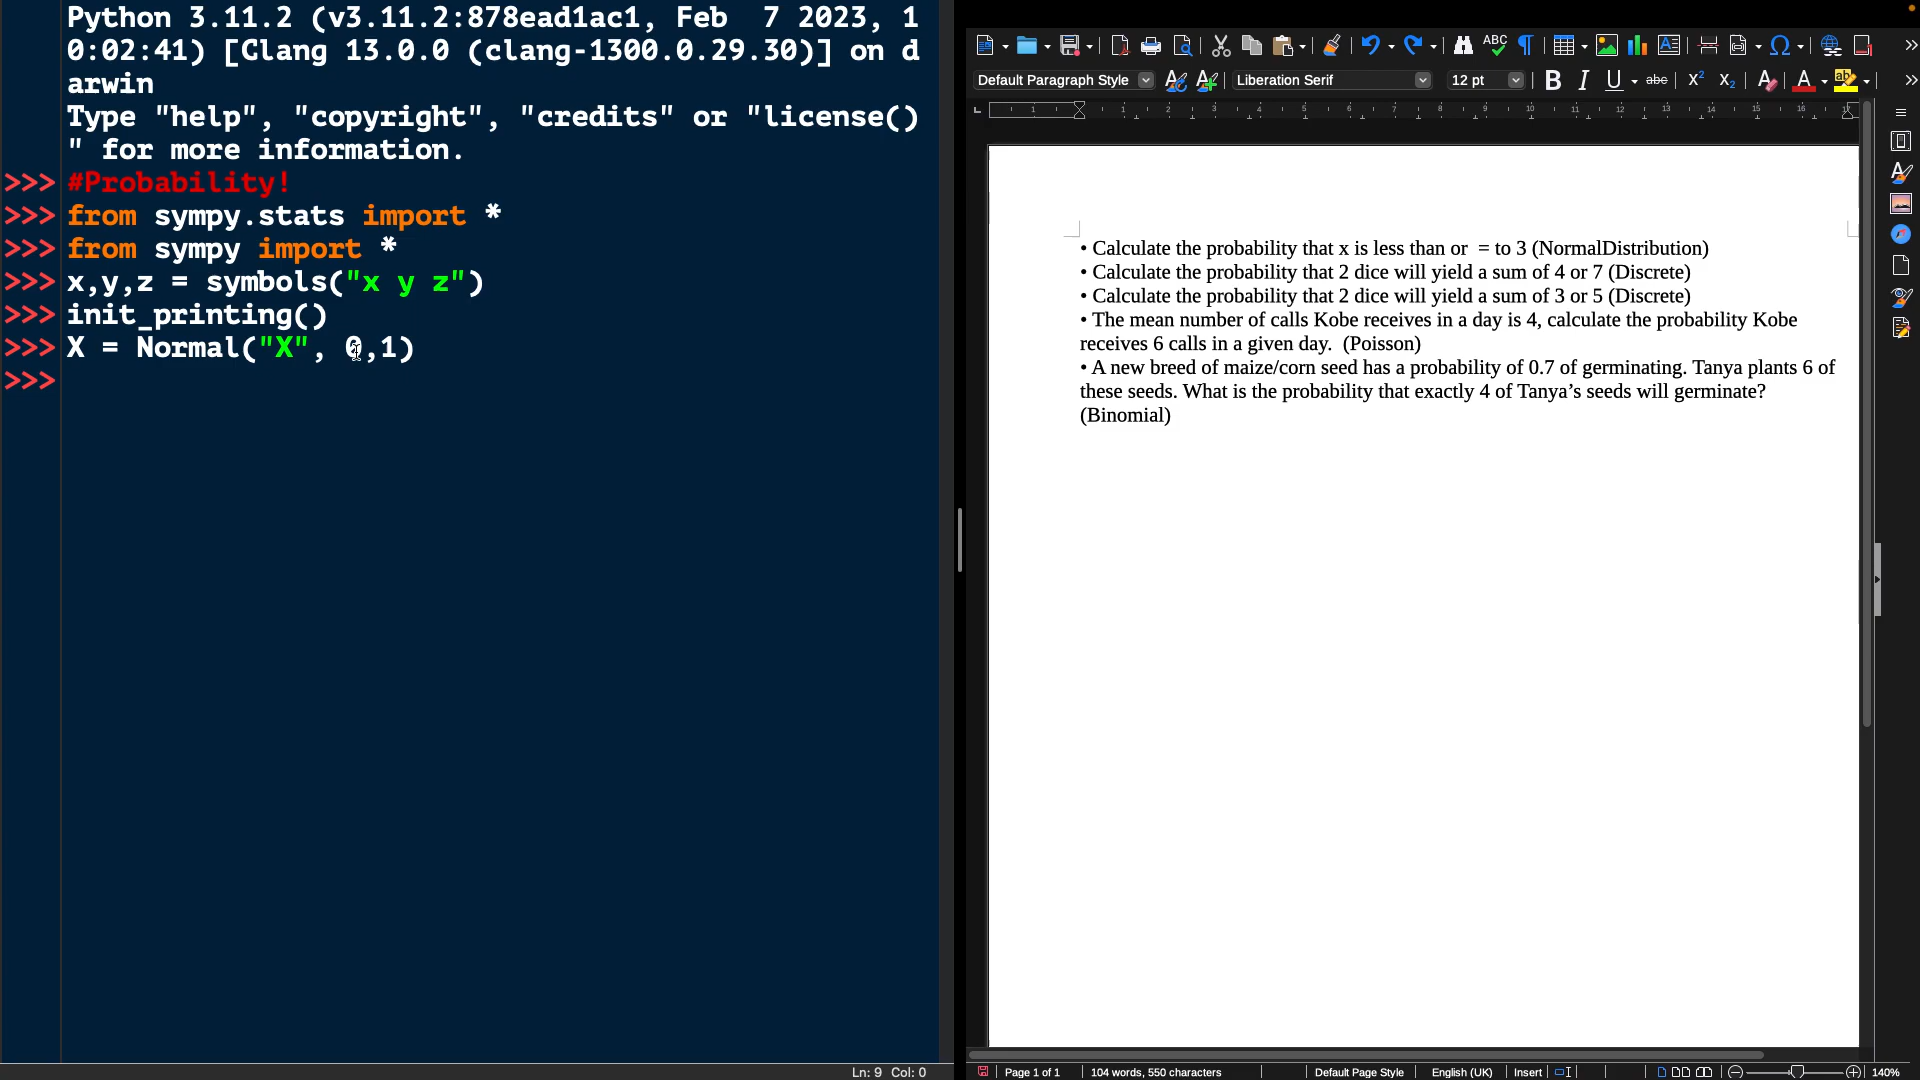 Python 3.11.2 (v3.11.2:878ead1ac1, Feb  7 2023, 1
0:02:41) [Clang 13.0.0 (clang-1300.0.29.30)] on d
arwin
Type "help", "copyright", "credits" or "license()
" for more information.
>>> #Probability!
>>> from sympy.stats import *
>>> from sympy import *
>>> x,y,z = symbols("x y z")
>>> init_printing()
>>> X = Normal("X", 0,1)
>>>
Ln: 9 Col: 0
Default Paragraph Style Liberation Serif 12 pt
• Calculate the probability that x is less than or  = to 3 (NormalDistribution)
• Calculate the probability that 2 dice will yield a sum of 4 or 7 (Discrete)
• Calculate the probability that 2 dice will yield a sum of 3 or 5 (Discrete)
• The mean number of calls Kobe receives in a day is 4, calculate the probability Kobe
receives 6 calls in a given day.  (Poisson)
• A new breed of maize/corn seed has a probability of 0.7 of germinating. Tanya plants 6 of
these seeds. What is the probability that exactly 4 of Tanya’s seeds will germinate?
(Binomial)
Page 1 of 1 104 words, 550 characters Default Page Style English (UK) Insert 140%